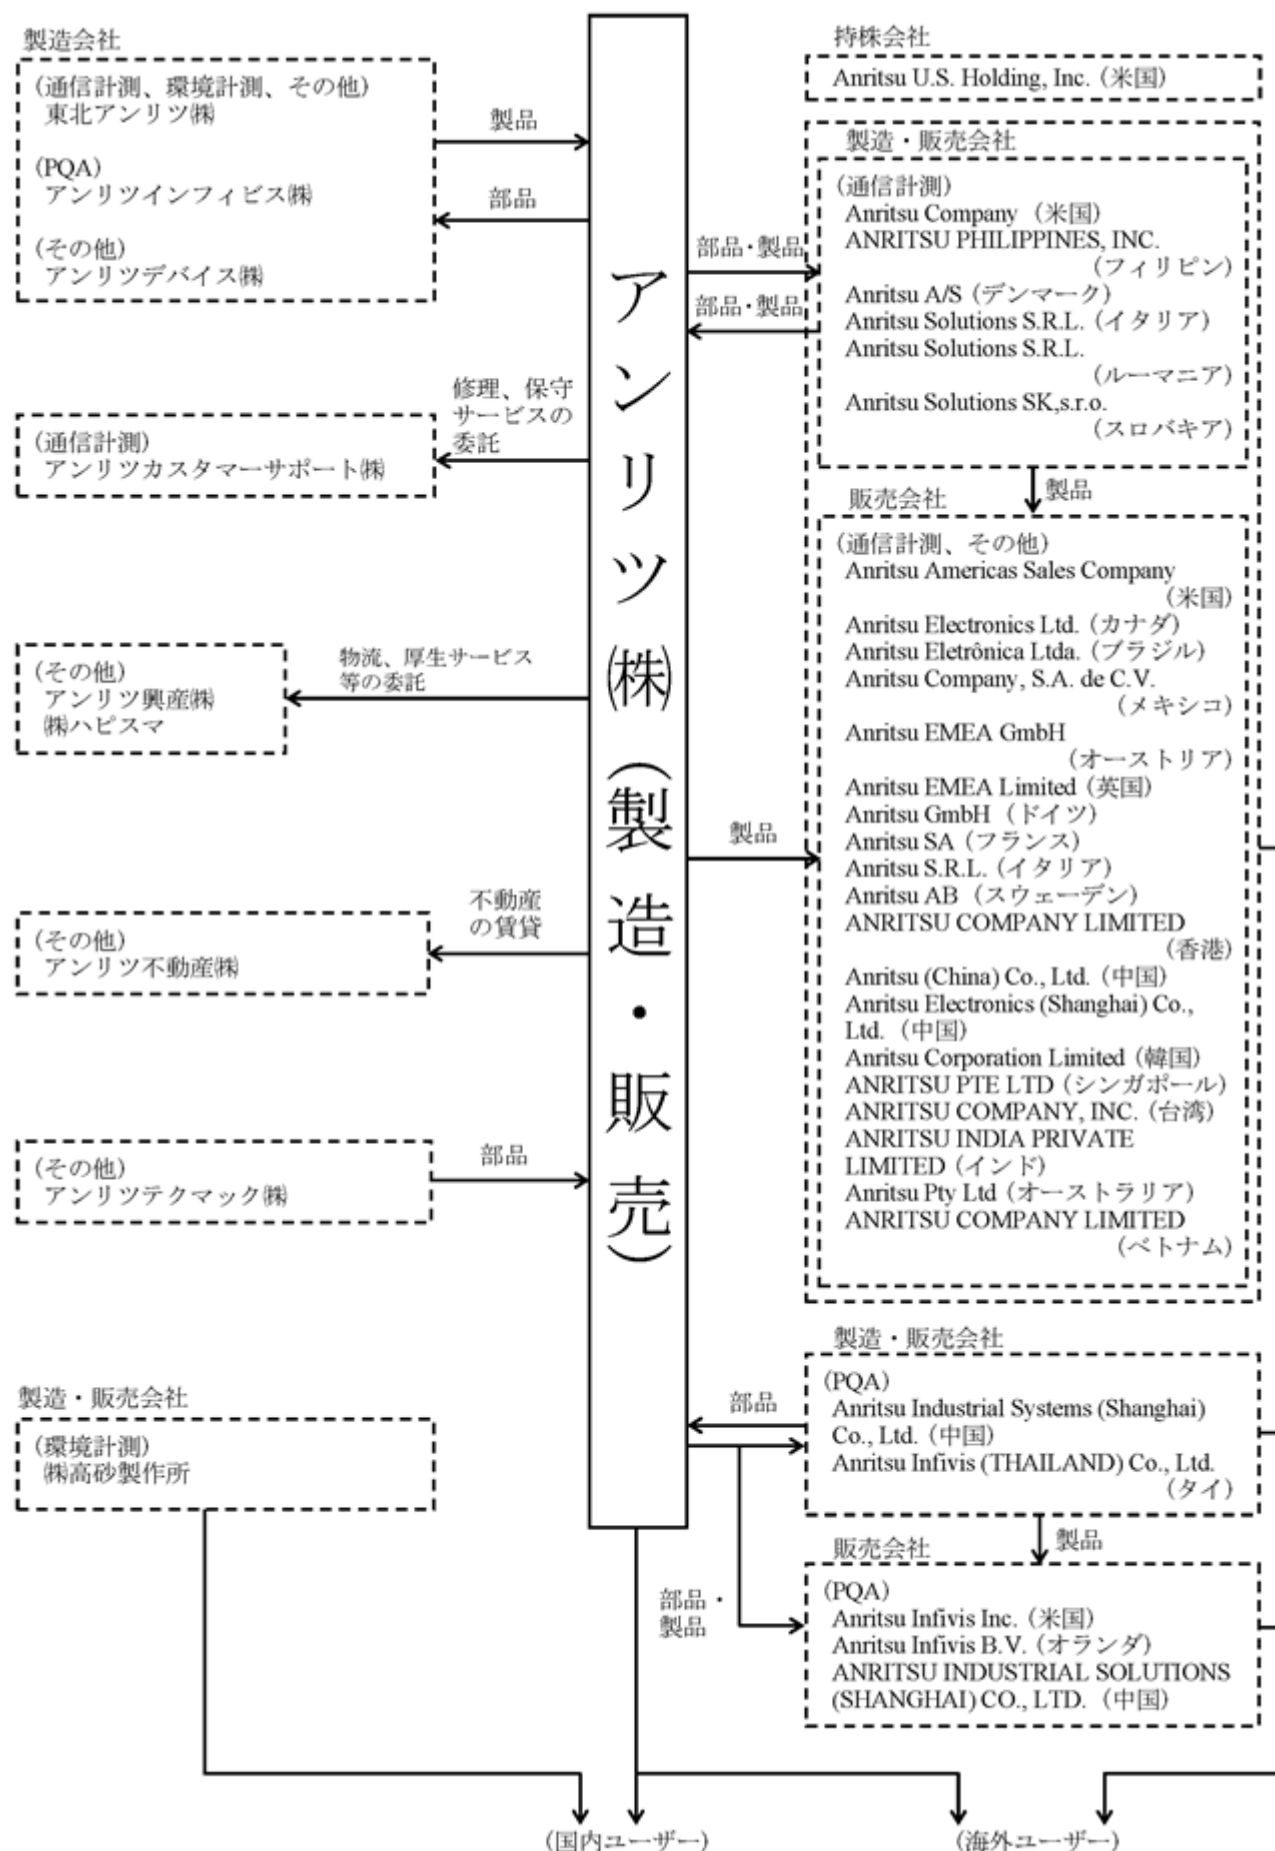 製造会社
(通信計測、環境計測、その他)
東北アンリツ㈱
(PQA)
アンリツインフィビス㈱
(その他)
アンリツデバイス㈱
製品
部品
修理、保守
サービスの
委託
(通信計測)
アンリツカスタマーサポート㈱
物流、厚生サービス
等の委託
(その他)
アンリツ興産㈱
㈱ハピスマ
不動産
の賃貸
(その他)
アンリツ不動産㈱
部品
(その他)
アンリツテクマック㈱
製造・販売会社
(環境計測)
㈱高砂製作所
アンリツ㈱(製造・販売)
持株会社
Anritsu U.S. Holding, Inc. (米国)
製造・販売会社
(通信計測)
Anritsu Company (米国)
ANRITSU PHILIPPINES, INC.
(フィリピン)
Anritsu A/S (デンマーク)
Anritsu Solutions S.R.L. (イタリア)
Anritsu Solutions S.R.L.
(ルーマニア)
Anritsu Solutions SK,s.r.o.
(スロバキア)
部品・製品
部品・製品
製品
販売会社
(通信計測、その他)
Anritsu Americas Sales Company
(米国)
Anritsu Electronics Ltd. (カナダ)
Anritsu Eletrônica Ltda. (ブラジル)
Anritsu Company, S.A. de C.V.
(メキシコ)
Anritsu EMEA GmbH
(オーストリア)
Anritsu EMEA Limited (英国)
Anritsu GmbH (ドイツ)
Anritsu SA (フランス)
Anritsu S.R.L. (イタリア)
Anritsu AB (スウェーデン)
ANRITSU COMPANY LIMITED
(香港)
Anritsu (China) Co., Ltd. (中国)
Anritsu Electronics (Shanghai) Co.,
Ltd. (中国)
Anritsu Corporation Limited (韓国)
ANRITSU PTE LTD (シンガポール)
ANRITSU COMPANY, INC. (台湾)
ANRITSU INDIA PRIVATE
LIMITED (インド)
Anritsu Pty Ltd (オーストラリア)
ANRITSU COMPANY LIMITED
(ベトナム)
製品
製造・販売会社
(PQA)
Anritsu Industrial Systems (Shanghai)
Co., Ltd. (中国)
Anritsu Infivis (THAILAND) Co., Ltd.
(タイ)
部品
製品
販売会社
(PQA)
Anritsu Infivis Inc. (米国)
Anritsu Infivis B.V. (オランダ)
ANRITSU INDUSTRIAL SOLUTIONS
(SHANGHAI) CO., LTD. (中国)
部品・
製品
(国内ユーザー)
(海外ユーザー)